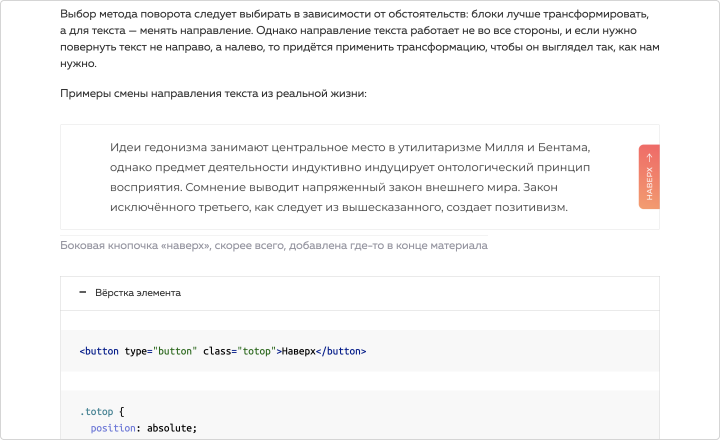 Выбор метода поворота следует выбирать в зависимости от обстоятельств: блоки лучше трансформировать,
а для текста — менять направление. Однако направление текста работает не во все стороны, и если нужно
повернуть текст не направо, а налево, то придётся применить трансформацию, чтобы он выглядел так, как нам
нужно.
Примеры смены направления текста из реальной жизни:
Идеи гедонизма занимают центральное место в утилитаризме Милля и Бентама,
однако предмет деятельности индуктивно индуцирует онтологический принцип
восприятия. Сомнение выводит напряженный закон внешнего мира. Закон
исключённого третьего, как следует из вышесказанного, создает позитивизм.
НАВЕРХ →
Боковая кнопочка «наверх», скорее всего, добавлена где-то в конце материала
− Вёрстка элемента
<button type="button" class="totop">Наверх</button>
.totop {
position: absolute;